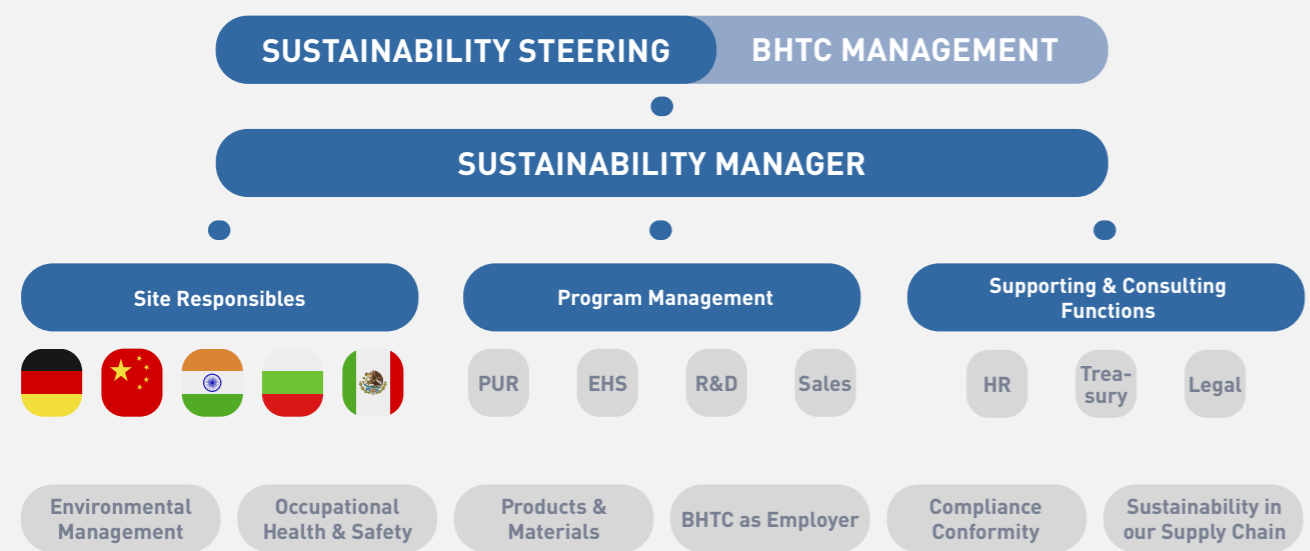 SUSTAINABILITY STEERING
BHTC MANAGEMENT
SUSTAINABILITY MANAGER
Site Responsibles
Program Management
Supporting & Consulting
Functions
PUR
EHS
R&D
Sales
HR
Trea-
sury
Legal
Environmental
Management
Occupational
Health & Safety
Products &
Materials
BHTC as Employer
Compliance
Conformity
Sustainability in
our Supply Chain